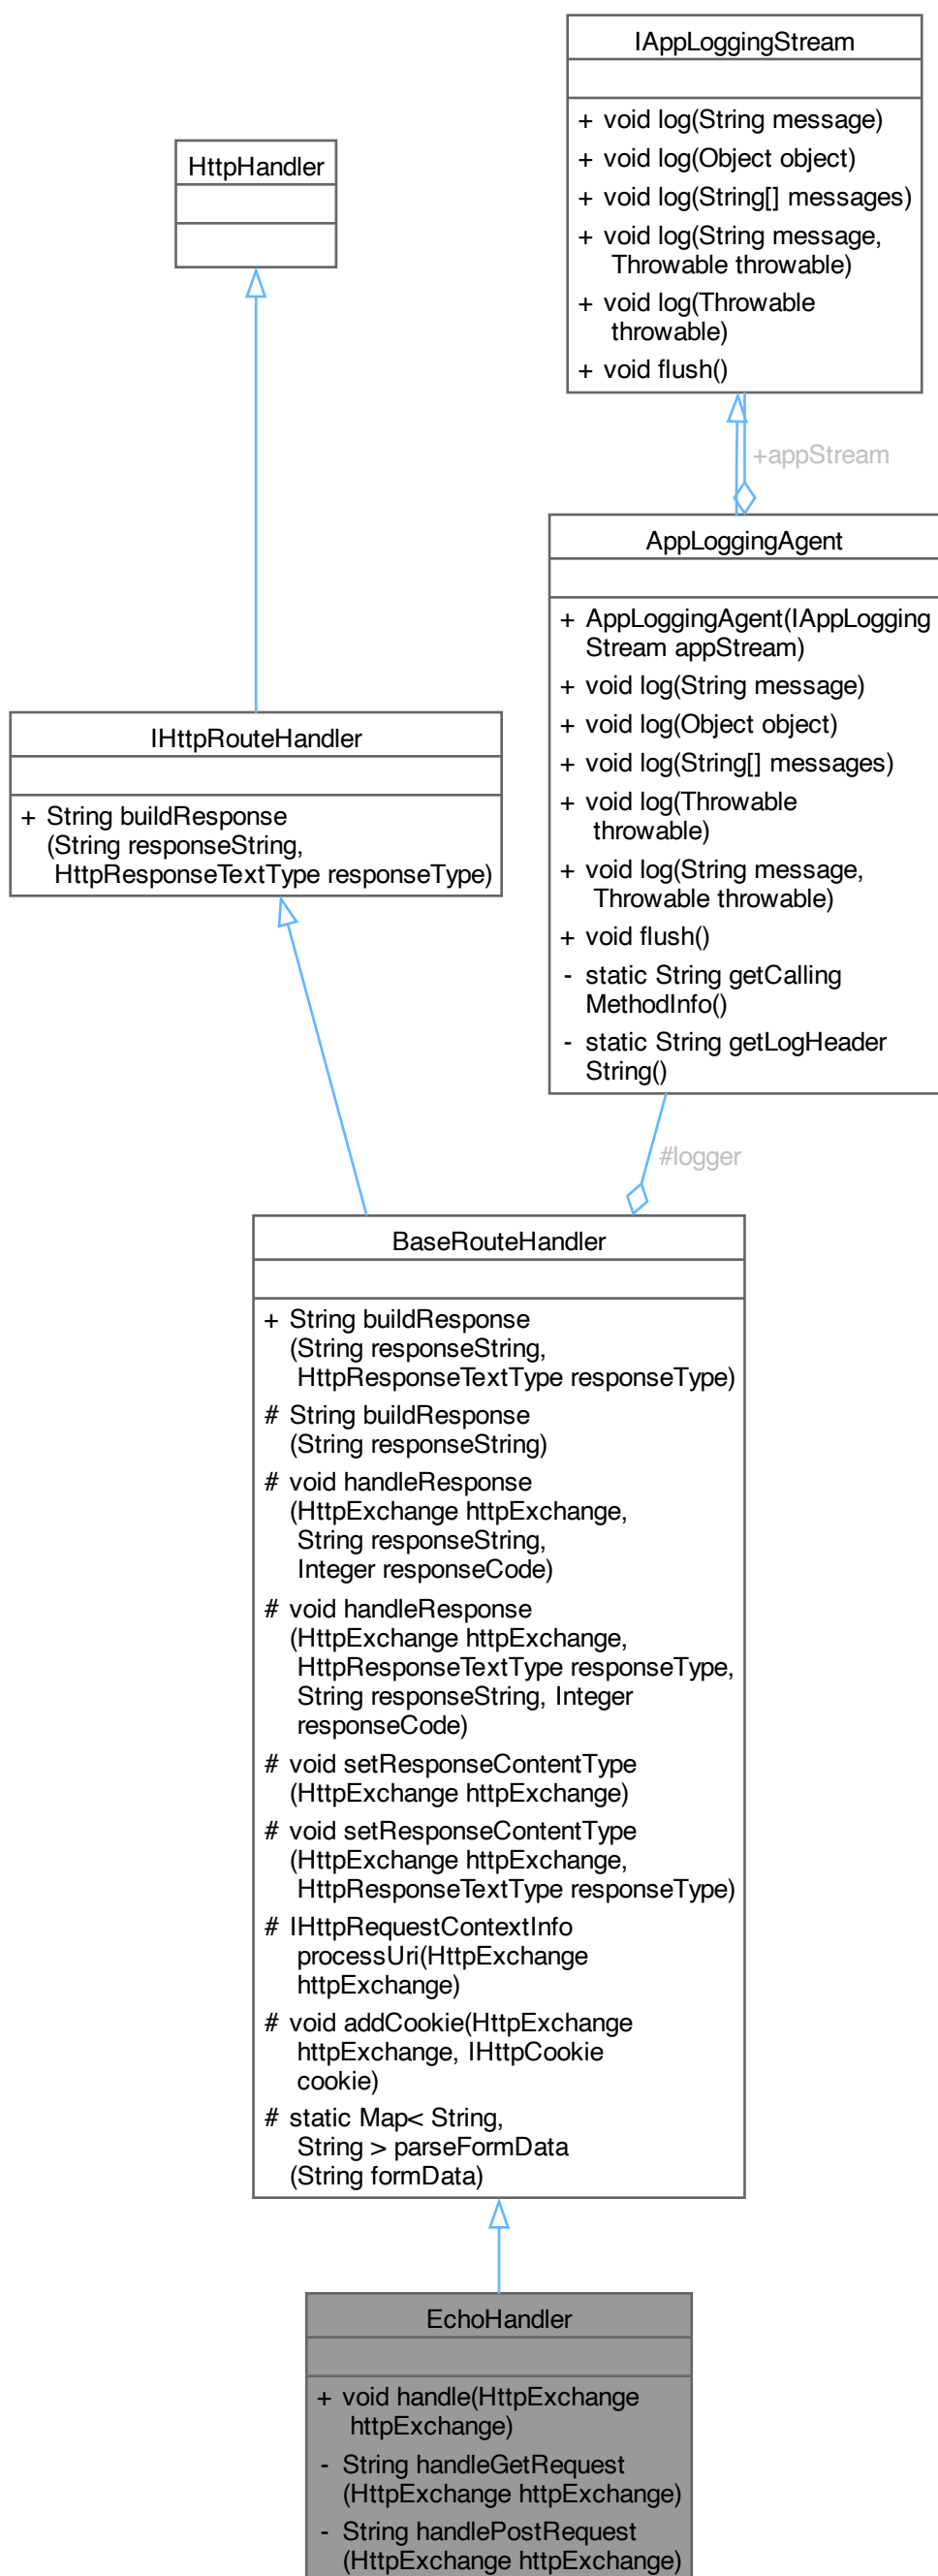 IAppLoggingStream
+ void log(String message)
+ void log(Object object)
+ void log(String[] messages)
+ void log(String message,
Throwable throwable)
+ void log(Throwable
throwable)
+ void flush()
HttpHandler
+appStream
AppLoggingAgent
+ AppLoggingAgent(IAppLogging
Stream appStream)
+ void log(String message)
+ void log(Object object)
+ void log(String[] messages)
+ void log(Throwable
throwable)
+ void log(String message,
Throwable throwable)
+ void flush()
- static String getCalling
MethodInfo()
- static String getLogHeader
String()
IHttpRouteHandler
+ String buildResponse
(String responseString,
HttpResponseTextType responseType)
#logger
BaseRouteHandler
+ String buildResponse
(String responseString,
HttpResponseTextType responseType)
# String buildResponse
(String responseString)
# void handleResponse
(HttpExchange httpExchange,
String responseString,
Integer responseCode)
# void handleResponse
(HttpExchange httpExchange,
HttpResponseTextType responseType,
String responseString, Integer
responseCode)
# void setResponseContentType
(HttpExchange httpExchange)
# void setResponseContentType
(HttpExchange httpExchange,
HttpResponseTextType responseType)
# IHttpRequestContextInfo
processUri(HttpExchange
httpExchange)
# void addCookie(HttpExchange
httpExchange, IHttpCookie
cookie)
# static Map< String,
String > parseFormData
(String formData)
EchoHandler
+ void handle(HttpExchange
httpExchange)
- String handleGetRequest
(HttpExchange httpExchange)
- String handlePostRequest
(HttpExchange httpExchange)